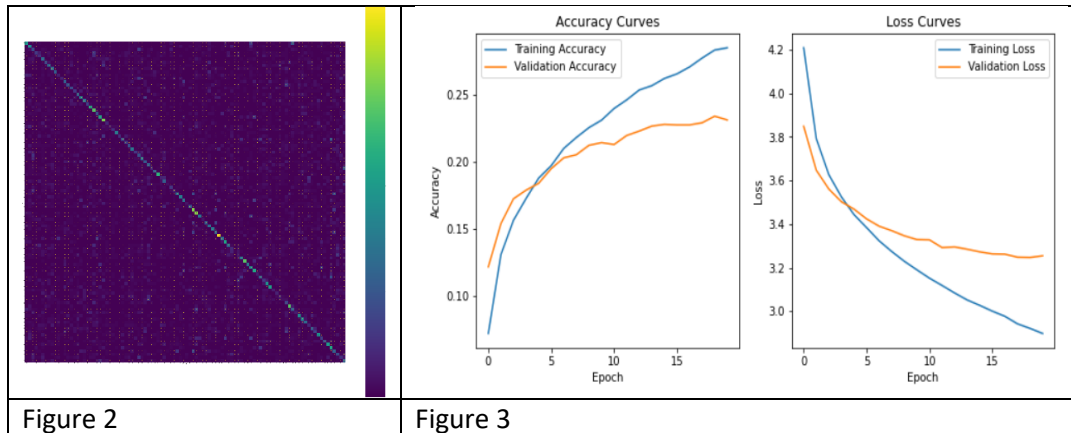 Accuracy Curves
Training Accuracy
Validation Accuracy
0.25
0.20
0.15
0.10
Accuracy
0
5
10
15
Epoch
Loss Curves
Training Loss
Validation Loss
4.2
4.0
3.8
3.6
3.4
3.2
3.0
Loss
0
5
10
15
Epoch
Figure 2
Figure 3